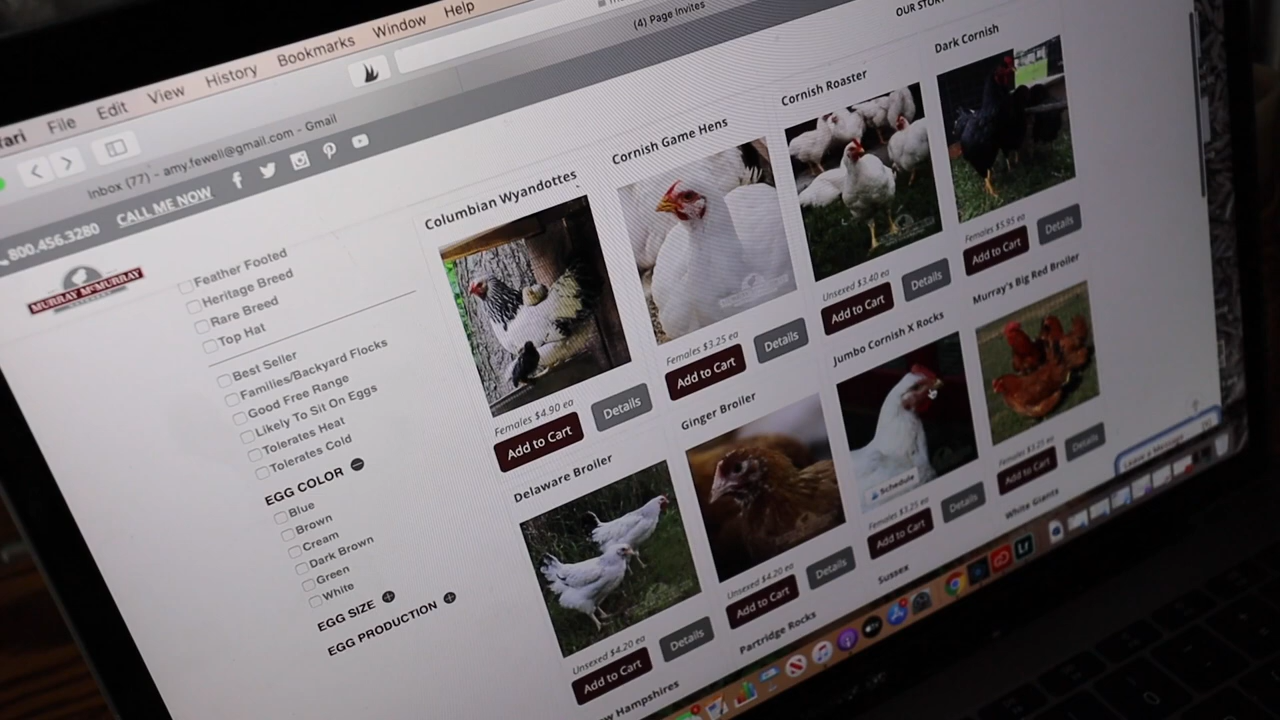 File Edit View History Bookmarks Window Help
(4) Page Invites
Inbox (77) - amy.fewell@gmail.com - Gmail
800.456.3280 CALL ME NOW
OUR STORY
MURRAY McMURRAY
Feather Footed
Heritage Breed
Rare Breed
Top Hat
Best Seller
Families/Backyard Flocks
Good Free Range
Likely To Sit On Eggs
Tolerates Heat
Tolerates Cold
EGG COLOR
Blue
Brown
Cream
Dark Brown
Green
White
EGG SIZE
EGG PRODUCTION
Columbian Wyandottes
Females $4.90 ea
Add to Cart
Details
Cornish Game Hens
Females $3.25 ea
Add to Cart
Details
Cornish Roaster
Unsexed $3.40 ea
Add to Cart
Details
Dark Cornish
Females $5.95 ea
Add to Cart
Details
Delaware Broiler
Unsexed $4.20 ea
Add to Cart
Details
Ginger Broiler
Unsexed $4.20 ea
Add to Cart
Details
Jumbo Cornish X Rocks
Schedule
Females $3.25 ea
Add to Cart
Details
Murray's Big Red Broiler
Females $3.25 ea
Add to Cart
Details
Hampshires
Partridge Rocks
Sussex
White Giants
Leave a Message